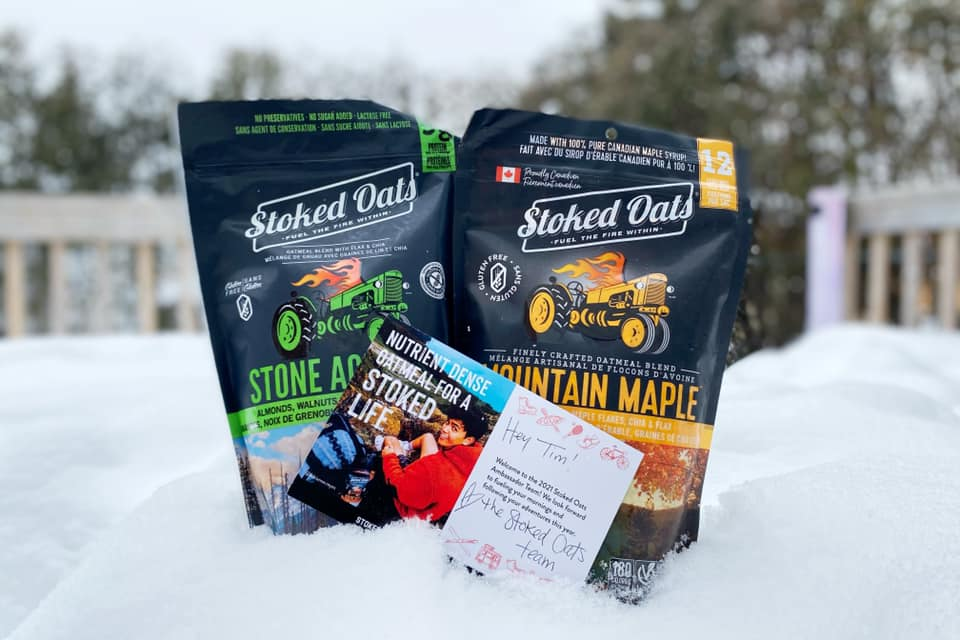 NO PRESERVATIVES • NO SUGAR ADDED • LACTOSE FREE
SANS AGENT DE CONSERVATION • SANS SUCRE AJOUTÉ • SANS LACTOSE
PROTEIN
Stoked Oats
• FUEL THE FIRE WITHIN •
OATMEAL BLEND WITH FLAX & CHIA
MÉLANGE DE GRUAU AVEC GRAINES DE LIN ET CHIA
STONE
ALMONDS, WALNUTS,
NOIX DE GRENOB
MADE WITH 100% PURE CANADIAN MAPLE SYRUP!
FAIT AVEC DU SIROP D'ÉRABLE CANADIEN PUR À 100 %!
12
Proudly Canadian
Fièrement canadien
Stoked Oats
• FUEL THE FIRE WITHIN •
GLUTEN FREE • SANS GLUTEN •
FINELY CRAFTED OATMEAL BLEND
MÉLANGE ARTISANAL DE FLOCONS D'AVOINE
MOUNTAIN MAPLE
MAPLE FLAKES, CHIA & FLAX
180
NUTRIENT DENSE
OATMEAL FOR A
STOKED
LIFE
Hey Tim!
Welcome to the 2021 Stoked Oats
Ambassador Team! We look forward
to fueling your mornings and
following your adventures this year.
the Stoked Oats
team